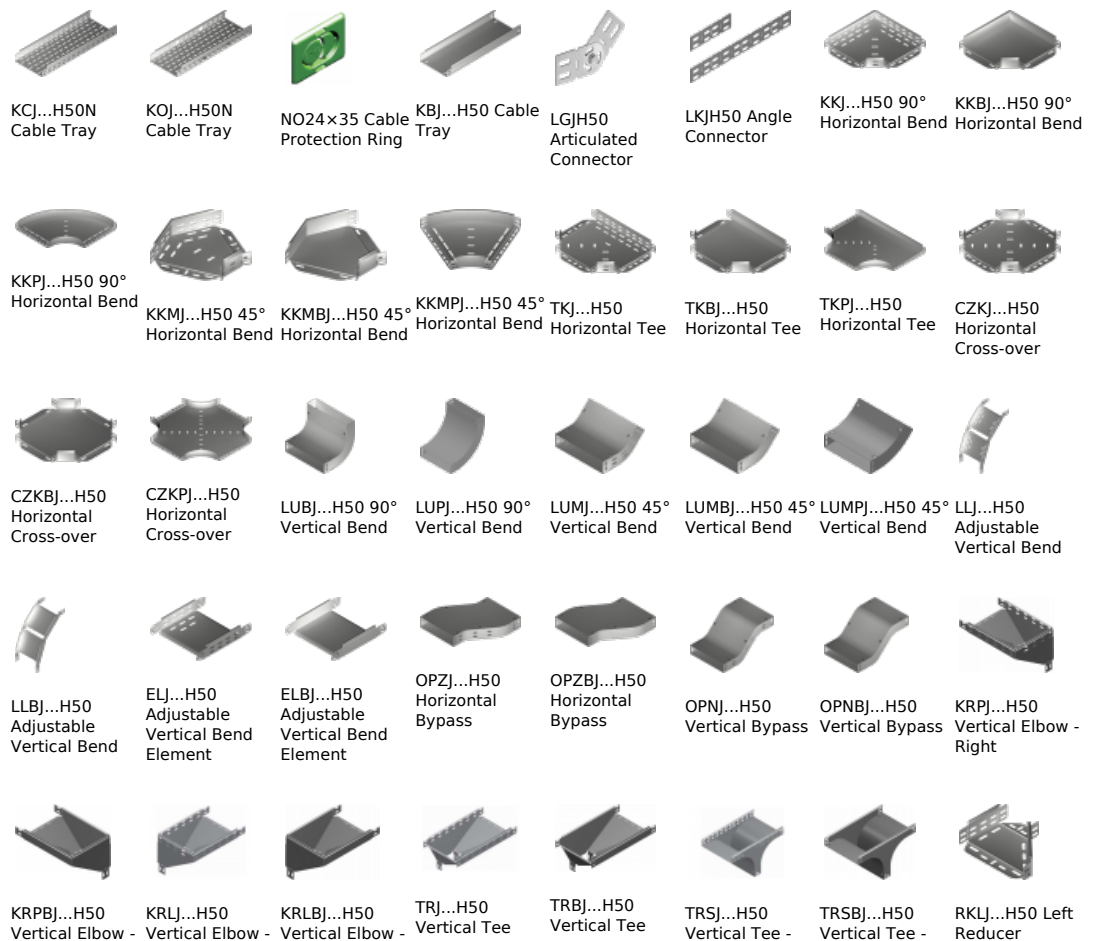 KCJ...H50N
Cable Tray
KOJ...H50N
Cable Tray
NO24×35 Cable
Protection Ring
KBJ...H50 Cable
Tray
LGJH50
Articulated
Connector
LKJH50 Angle
Connector
KKJ...H50 90°
Horizontal Bend
KKBJ...H50 90°
Horizontal Bend
KKPJ...H50 90°
Horizontal Bend
KKMJ...H50 45°
Horizontal Bend
KKMBJ...H50 45°
Horizontal Bend
KKMPJ...H50 45°
Horizontal Bend
TKJ...H50
Horizontal Tee
TKBJ...H50
Horizontal Tee
TKPJ...H50
Horizontal Tee
CZKJ...H50
Horizontal
Cross-over
CZKBJ...H50
Horizontal
Cross-over
CZKPJ...H50
Horizontal
Cross-over
LUBJ...H50 90°
Vertical Bend
LUPJ...H50 90°
Vertical Bend
LUMJ...H50 45°
Vertical Bend
LUMBJ...H50 45°
Vertical Bend
LUMPJ...H50 45°
Vertical Bend
LLJ...H50
Adjustable
Vertical Bend
LLBJ...H50
Adjustable
Vertical Bend
ELJ...H50
Adjustable
Vertical Bend
Element
ELBJ...H50
Adjustable
Vertical Bend
Element
OPZJ...H50
Horizontal
Bypass
OPZBJ...H50
Horizontal
Bypass
OPNJ...H50
Vertical Bypass
OPNBJ...H50
Vertical Bypass
KRPJ...H50
Vertical Elbow -
Right
KRPBJ...H50
Vertical Elbow -
KRLJ...H50
Vertical Elbow -
KRLBJ...H50
Vertical Elbow -
TRJ...H50
Vertical Tee
TRBJ...H50
Vertical Tee
TRSJ...H50
Vertical Tee -
TRSBJ...H50
Vertical Tee -
RKLJ...H50 Left
Reducer